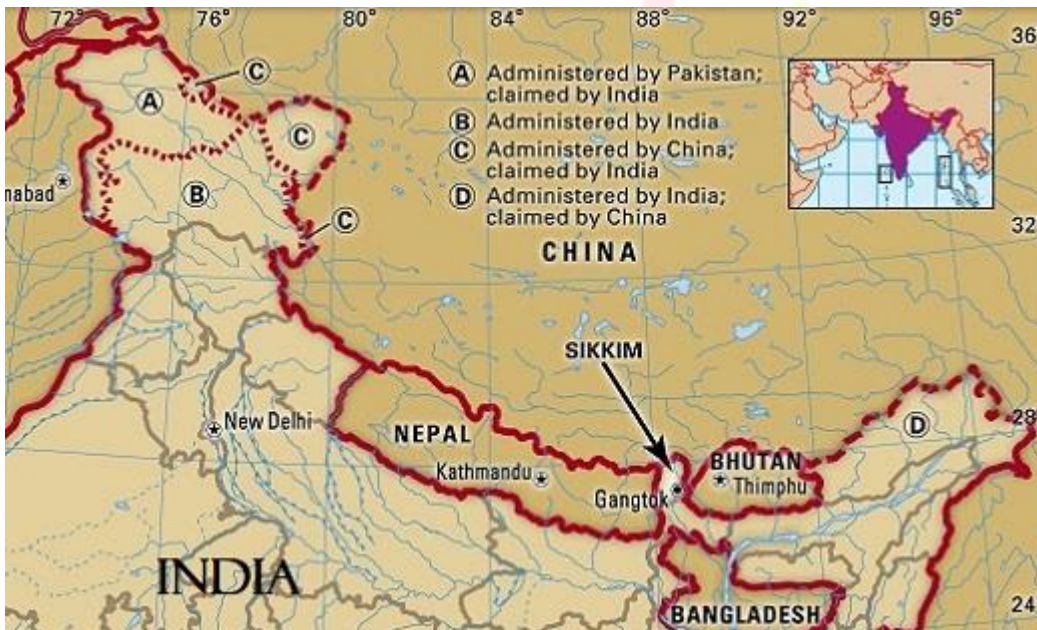 72°
76°
80°
84°
88°
92°
96°
36
C
A
C
B
C
nabad
A Administered by Pakistan;
claimed by India
B Administered by India
C Administered by China;
claimed by India
D Administered by India;
claimed by China
32
CHINA
SIKKIM
D
28
New Delhi
NEPAL
Kathmandu
Gangtok
BHUTAN
Thimphu
INDIA
BANGLADESH
24